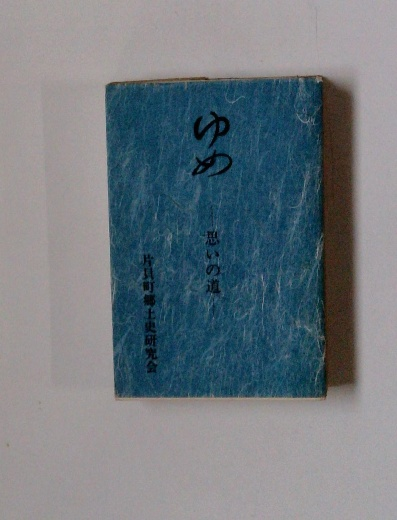 ゆめ
―思いの道―
片貝町郷土史研究会